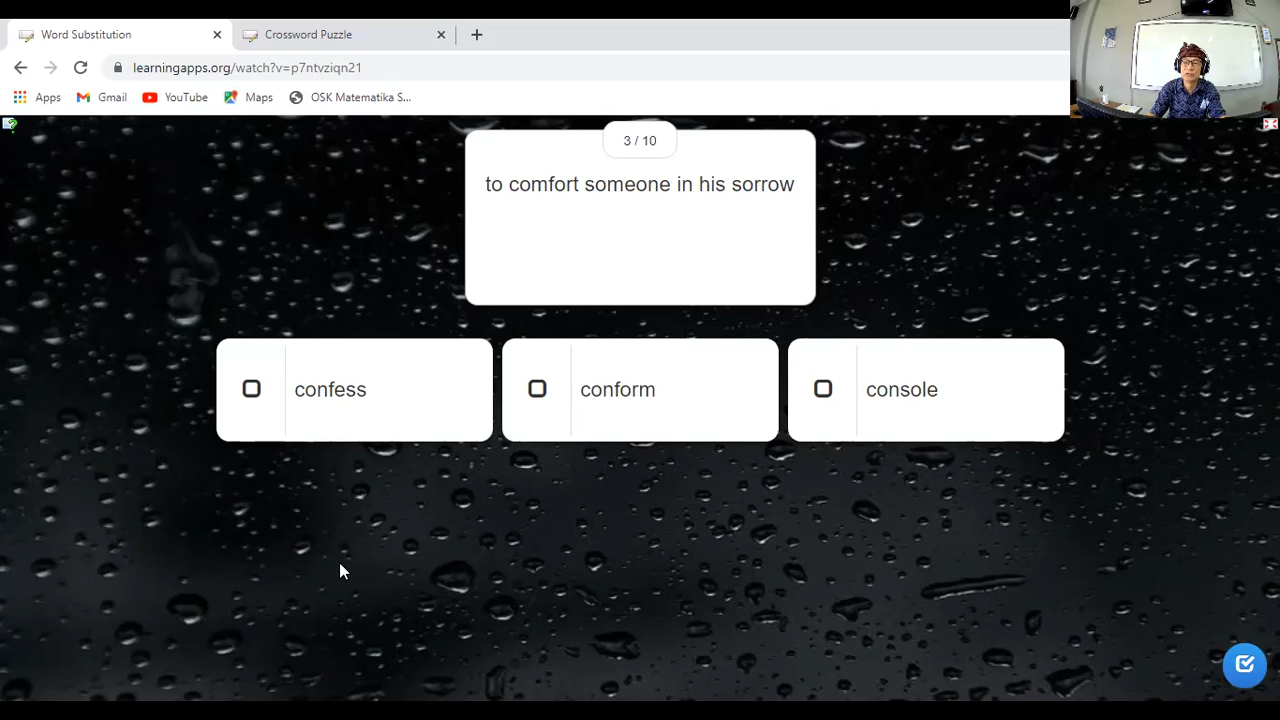 Word Substitution
Crossword Puzzle
learningapps.org/watch?v=p7ntvziqn21
Apps
Gmail
YouTube
Maps
OSK Matematika S...
3 / 10
to comfort someone in his sorrow
confess
conform
console